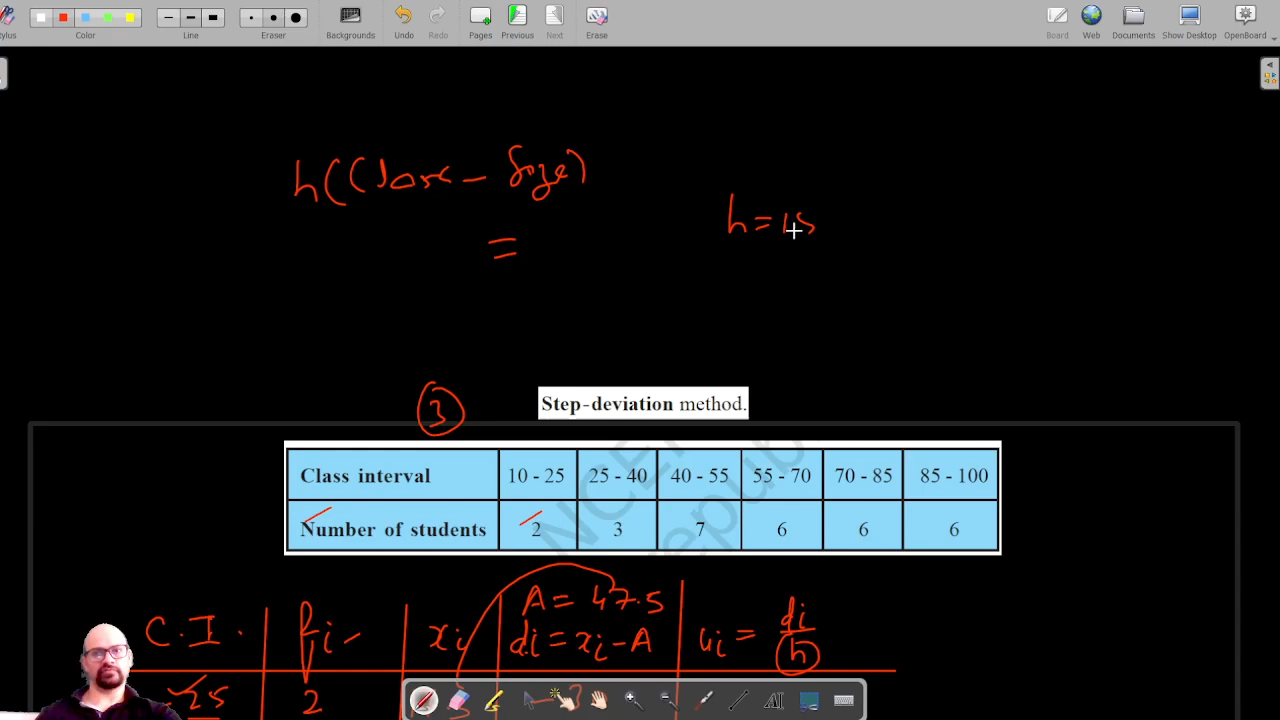 tylus Color Line Eraser Backgrounds Undo Redo Pages Previous Next Erase Board Web Documents Show Desktop OpenBoard
h(Class - Size)
h = 15
=
3
Step-deviation method.
Class interval 10 - 25 25 - 40 40 - 55 55 - 70 70 - 85 85 - 100
Number of students 2 3 7 6 6 6
A = 47.5
C.I. fi xi di = xi - A ui = di/h
25 2